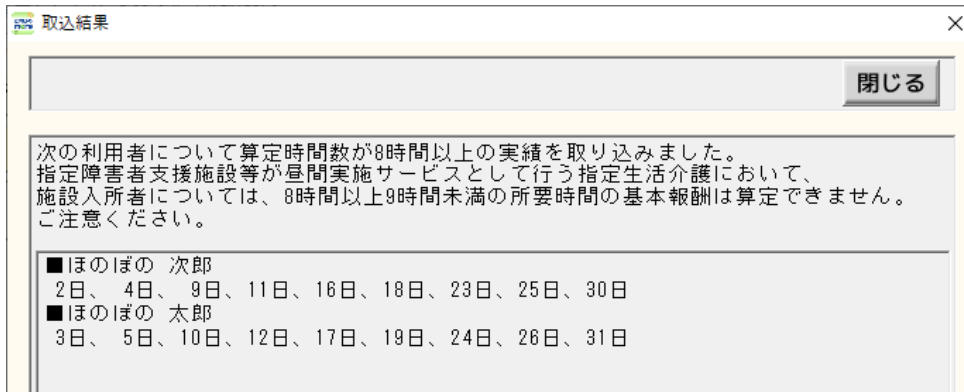 取込結果
閉じる
次の利用者について算定時間数が8時間以上の実績を取り込みました。
指定障害者支援施設等が昼間実施サービスとして行う指定生活介護において、
施設入所者については、8時間以上9時間未満の所要時間の基本報酬は算定できません。
ご注意ください。
■ほのぼの 次郎
2日、 4日、 9日、11日、16日、18日、23日、25日、30日
■ほのぼの 太郎
3日、 5日、10日、12日、17日、19日、24日、26日、31日